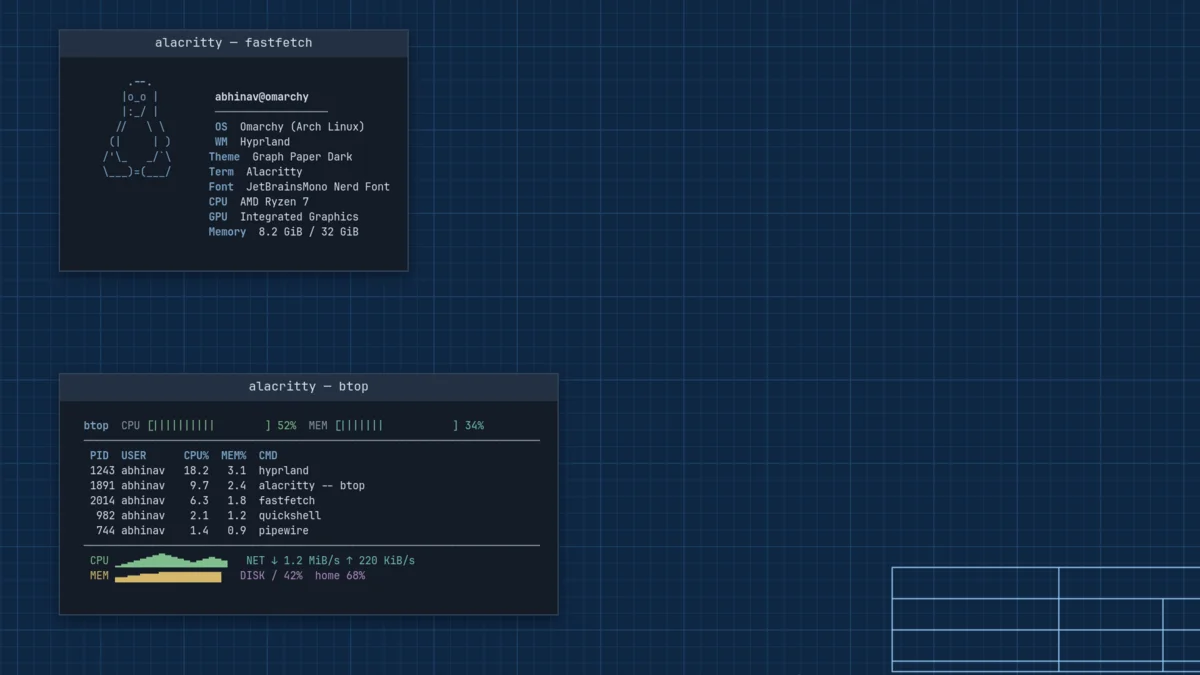 alacritty — fastfetch
.--.
|o_o |
|:_/ |
//   \ \
(|     | )
/'\_   _/`\
\___)=(___/
abhinav@omarchy
OS  Omarchy (Arch Linux)
WM  Hyprland
Theme  Graph Paper Dark
Term  Alacritty
Font  JetBrainsMono Nerd Font
CPU  AMD Ryzen 7
GPU  Integrated Graphics
Memory  8.2 GiB / 32 GiB
alacritty — btop
btop  CPU [||||||||||        ] 52%  MEM [|||||||           ] 34%
PID  USER      CPU%  MEM%  CMD
1243 abhinav   18.2   3.1  hyprland
1891 abhinav    9.7   2.4  alacritty -- btop
2014 abhinav    6.3   1.8  fastfetch
982 abhinav    2.1   1.2  quickshell
744 abhinav    1.4   0.9  pipewire
CPU  NET ↓ 1.2 MiB/s ↑ 220 KiB/s
MEM  DISK / 42%  home 68%